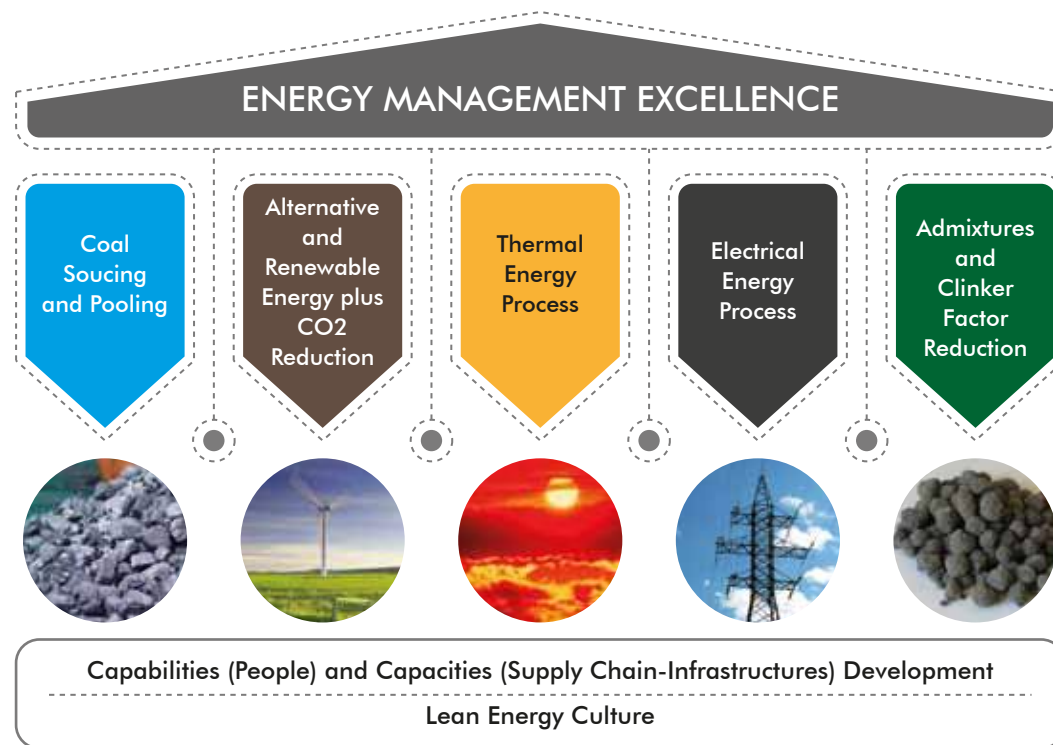 ENERGY MANAGEMENT EXCELLENCE
Coal
Soucing
and Pooling
Alternative
and
Renewable
Energy plus
CO2
Reduction
Thermal
Energy
Process
Electrical
Energy
Process
Admixtures
and
Clinker
Factor
Reduction
Capabilities (People) and Capacities (Supply Chain-Infrastructures) Development
Lean Energy Culture